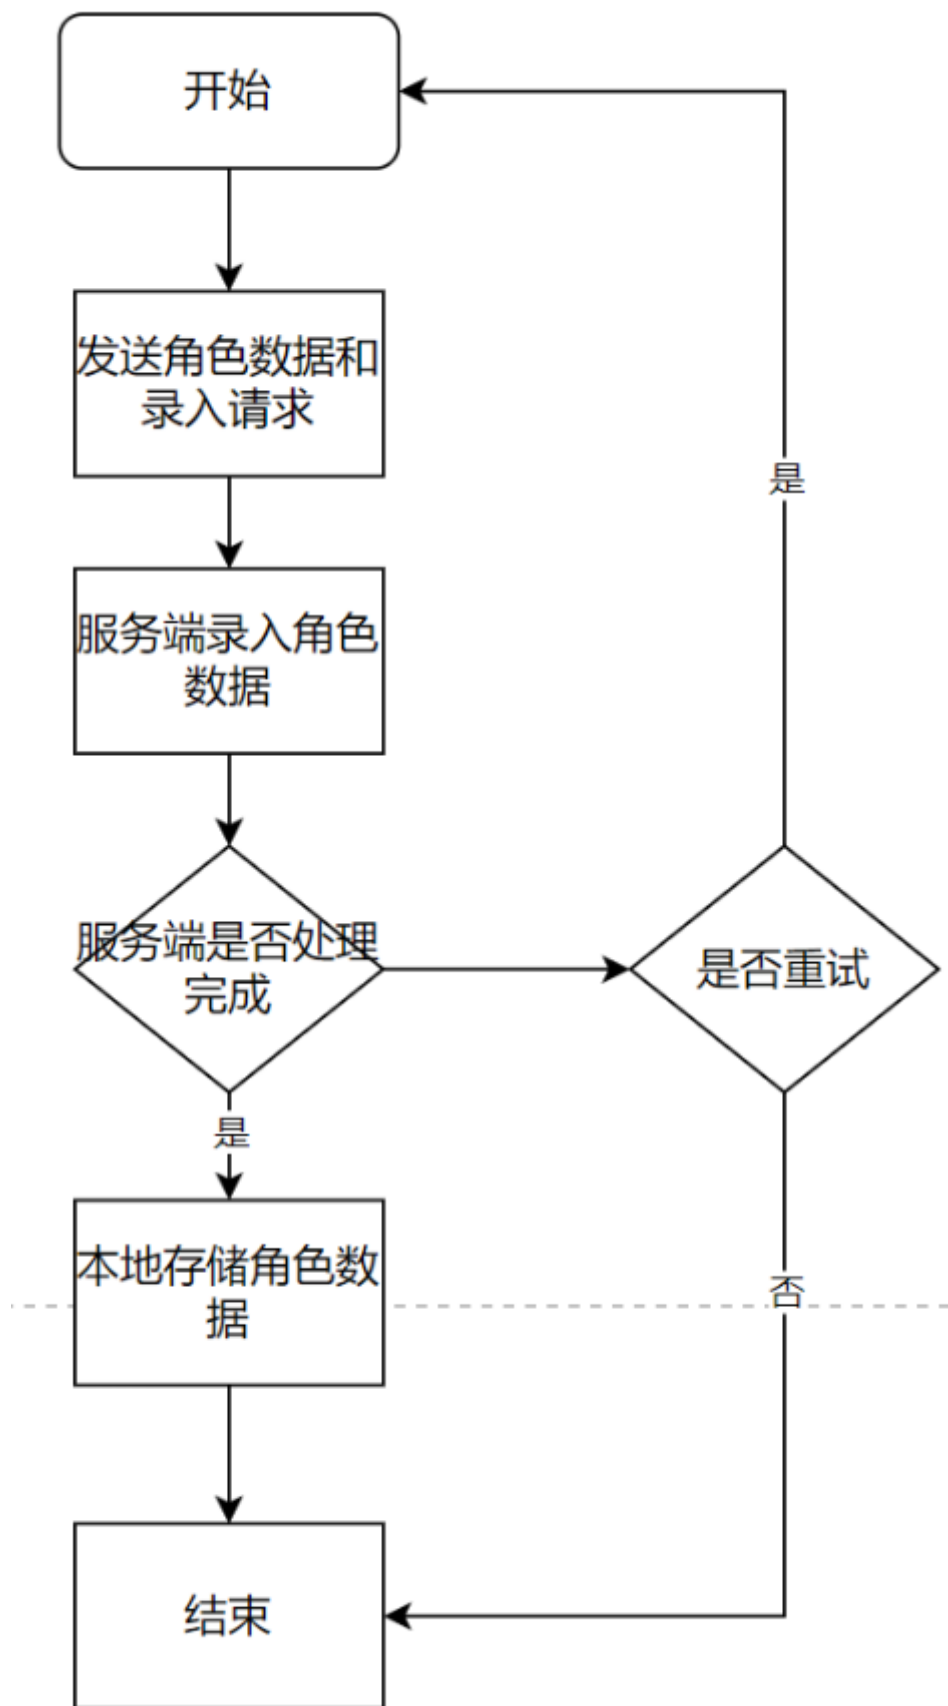 开始
发送角色数据和
录入请求
是
服务端录入角色
数据
服务端是否处理
完成
是否重试
是
本地存储角色数
据
否
结束